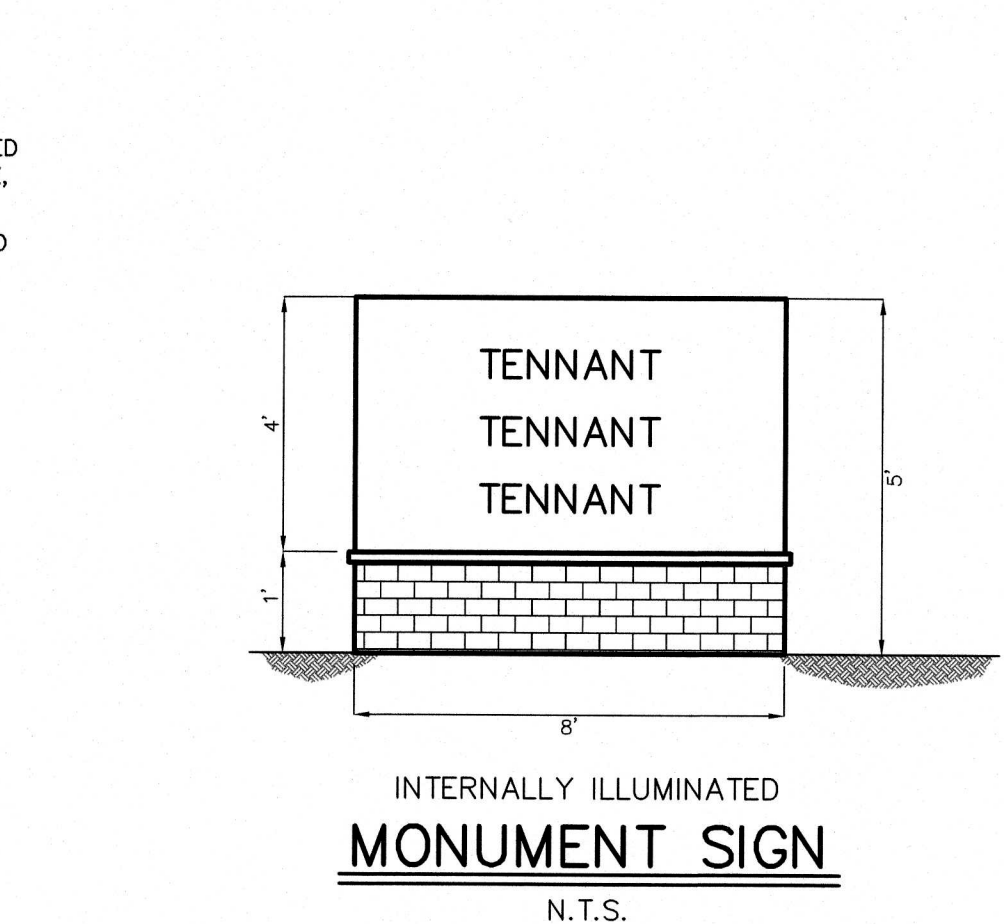 4'
TENNANT
TENNANT
TENNANT
5'
1'
8'
INTERNALLY ILLUMINATED
MONUMENT SIGN
N.T.S.